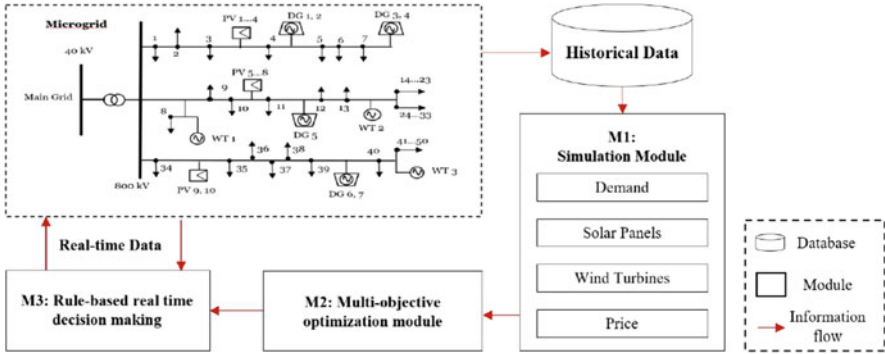 Microgrid
40 kV
Main Grid
800 kV
PV 1...4
DG 1, 2
DG 3, 4
1
2
3
4
5
6
7
PV 5...8
14...23
9
8
10
11
12
13
24...33
WT 1
DG 5
WT 2
36
38
41...50
34
35
37
39
40
PV 9, 10
DG 6, 7
WT 3
Historical Data
M1:
Simulation Module
Demand
Solar Panels
Wind Turbines
Price
Real-time Data
M3: Rule-based real time
decision making
M2: Multi-objective
optimization module
Database
Module
Information
flow